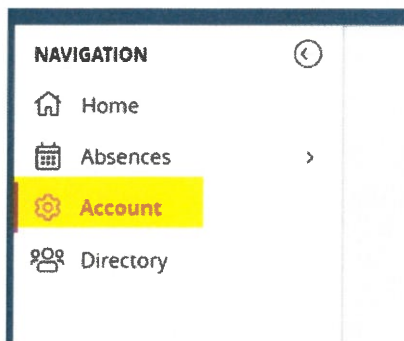 NAVIGATION
Home
Absences
Account
Directory